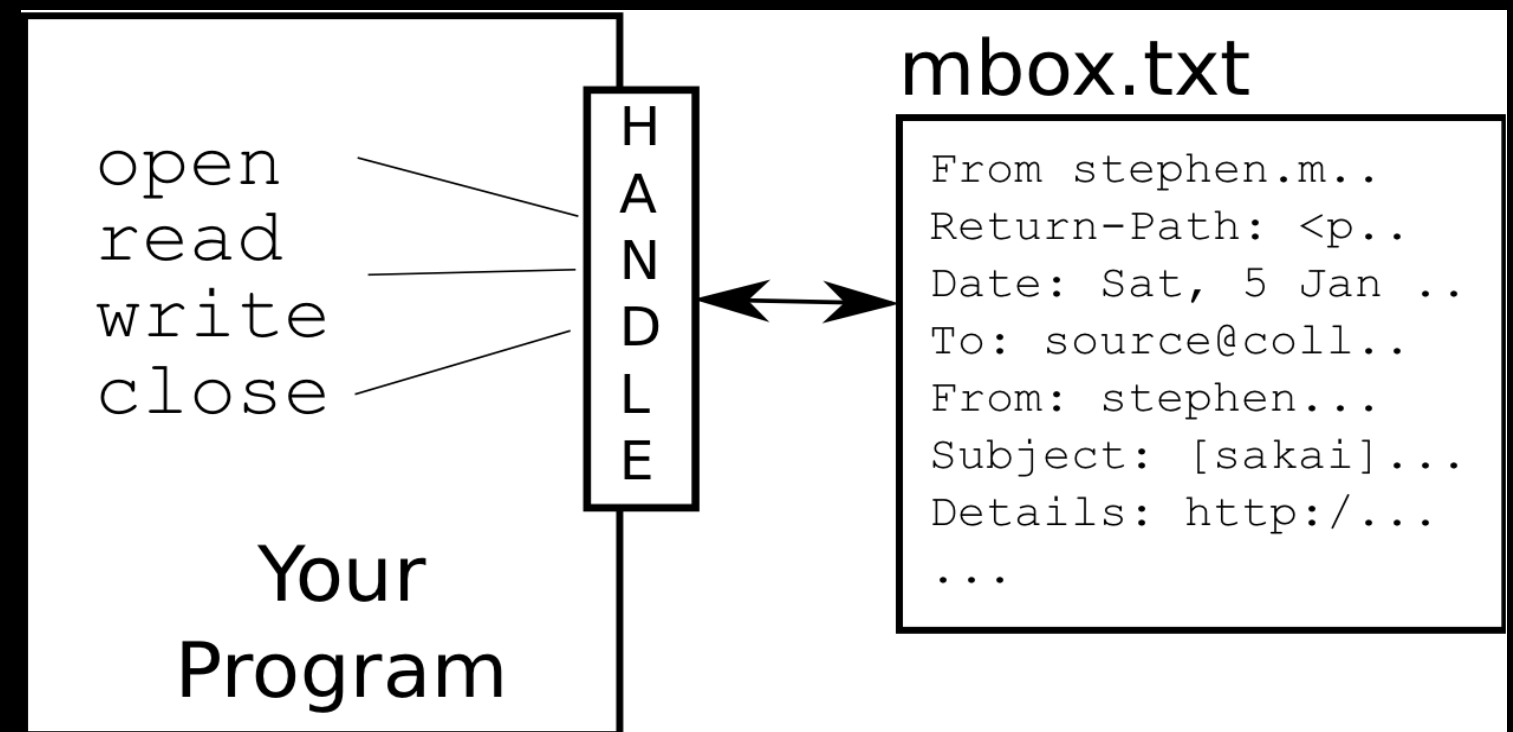 open
read
write
close
Your
Program
H
A
N
D
L
E
mbox.txt
From stephen.m..
Return-Path: <p..
Date: Sat, 5 Jan ..
To: source@coll..
From: stephen...
Subject: [sakai]...
Details: http:/...
...